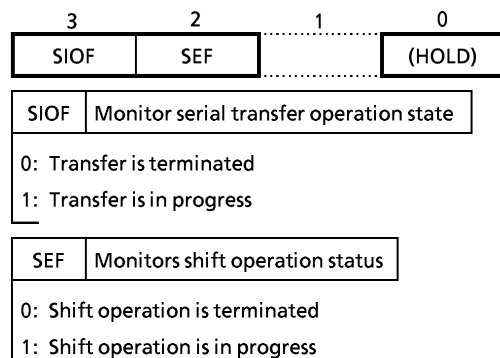 3 2 1 0
SIOF SEF (HOLD)
SIOF Monitor serial transfer operation state
0: Transfer is terminated
1: Transfer is in progress
SEF Monitors shift operation status
0: Shift operation is terminated
1: Shift operation is in progress